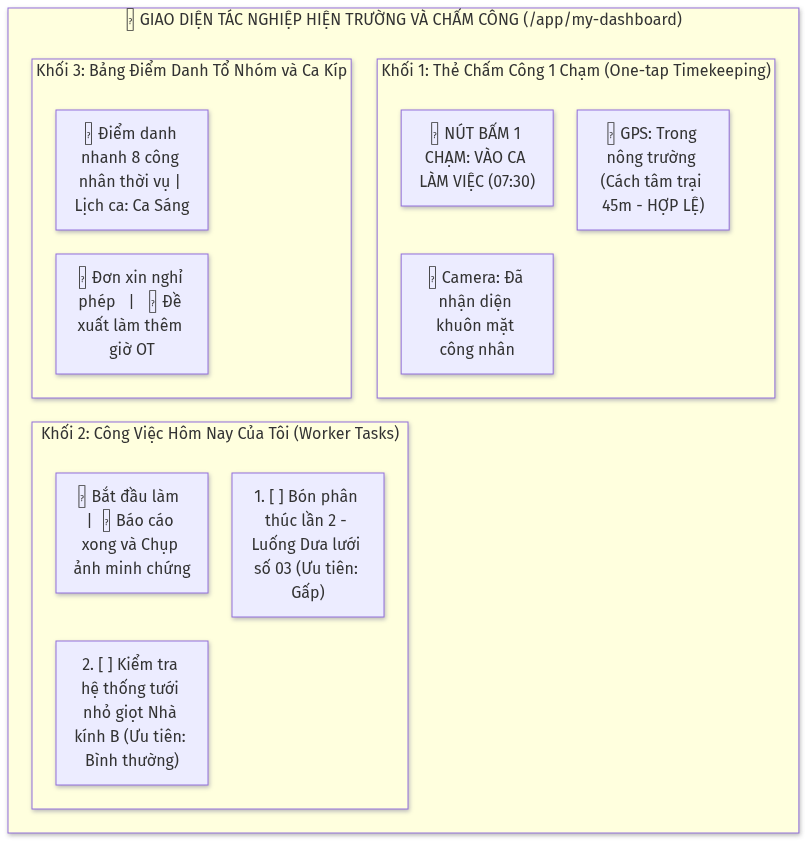 GIAO DIỆN TÁC NGHIỆP HIỆN TRƯỜNG VÀ CHẤM CÔNG (/app/my-dashboard)
Khối 3: Bảng Điểm Danh Tổ Nhóm và Ca Kíp
Điểm danh
nhanh 8 công
nhân thời vụ |
Lịch ca: Ca Sáng
Đơn xin nghỉ
phép | Đề
xuất làm thêm
giờ OT
Khối 1: Thẻ Chấm Công 1 Chạm (One-tap Timekeeping)
NÚT BẤM 1
CHẠM: VÀO CA
LÀM VIỆC (07:30)
GPS: Trong
nông trường
(Cách tâm trại
45m - HỢP LỆ)
Camera: Đã
nhận diện
khuôn mặt
công nhân
Khối 2: Công Việc Hôm Nay Của Tôi (Worker Tasks)
Bắt đầu làm
| Báo cáo
xong và Chụp
ảnh minh chứng
1. [ ] Bón phân
thúc lần 2 -
Luống Dưa lưới
số 03 (Ưu tiên:
Gấp)
2. [ ] Kiểm tra
hệ thống tưới
nhỏ giọt Nhà
kính B (Ưu tiên:
Bình thường)